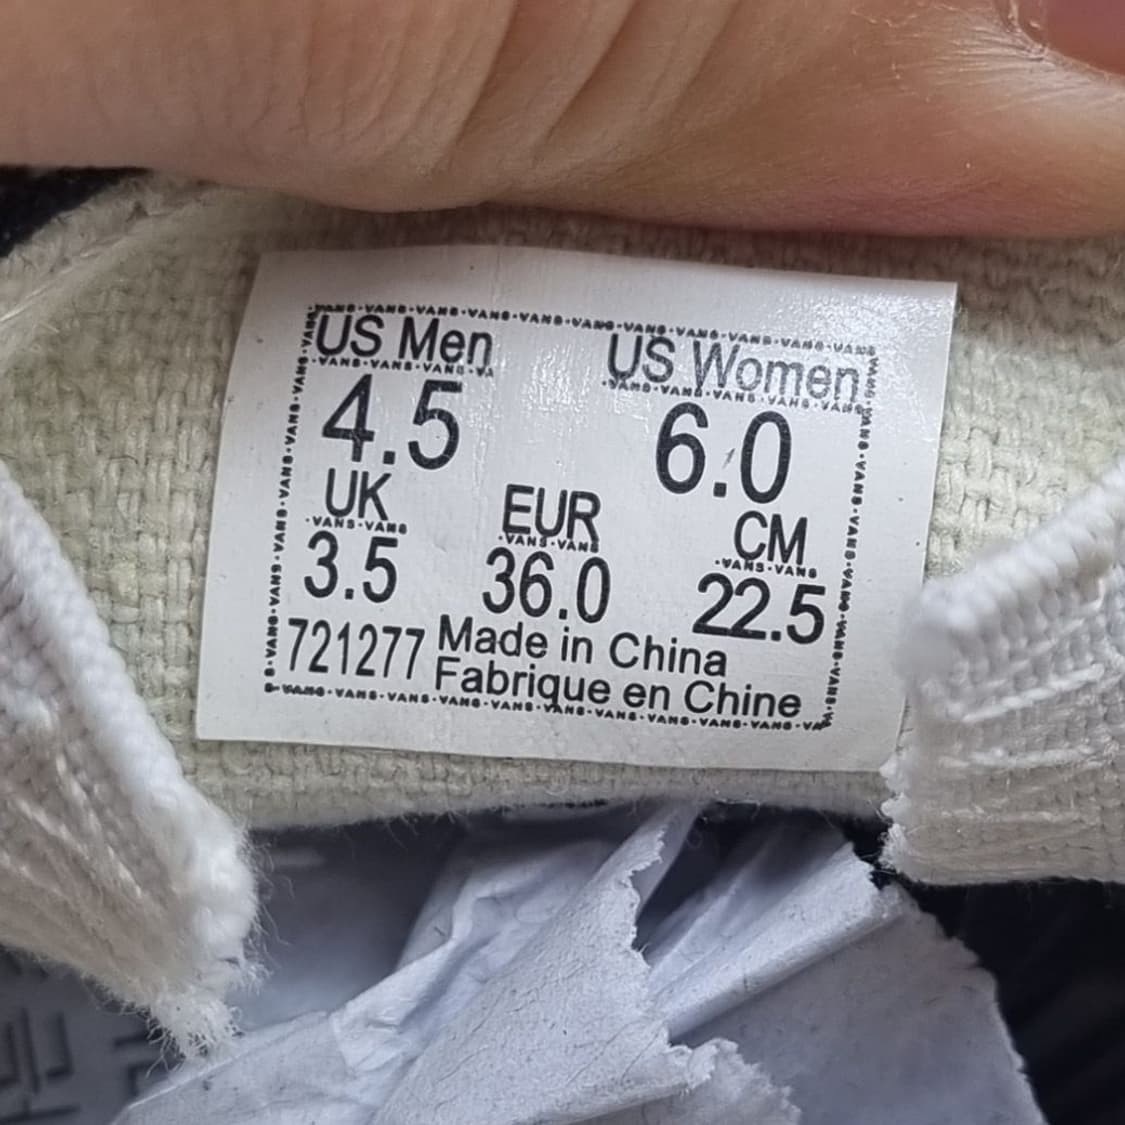 US Men US Women
4.5 6.0
UK EUR CM
3.5 36.0 22.5
721277 Made in China
Fabrique en Chine